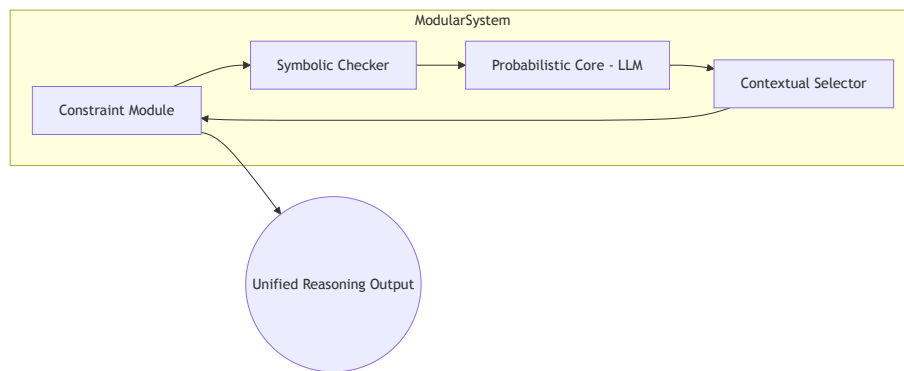 ModularSystem
Symbolic Checker
Probabilistic Core - LLM
Contextual Selector
Constraint Module
Unified Reasoning Output